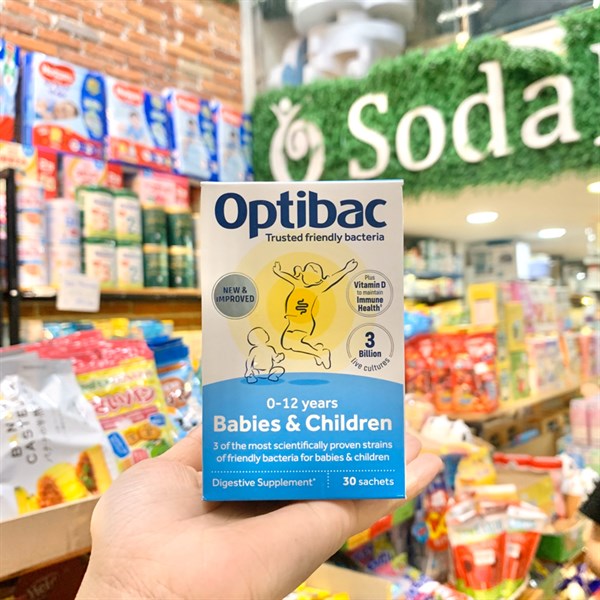 Soda
Optibac
Trusted friendly bacteria
NEW &
IMPROVED
Plus
Vitamin D
to maintain
Immune
Health†
3
Billion
live cultures
0-12 years
Babies & Children
3 of the most scientifically proven strains
of friendly bacteria for babies & children
Digestive Supplement*
30 sachets